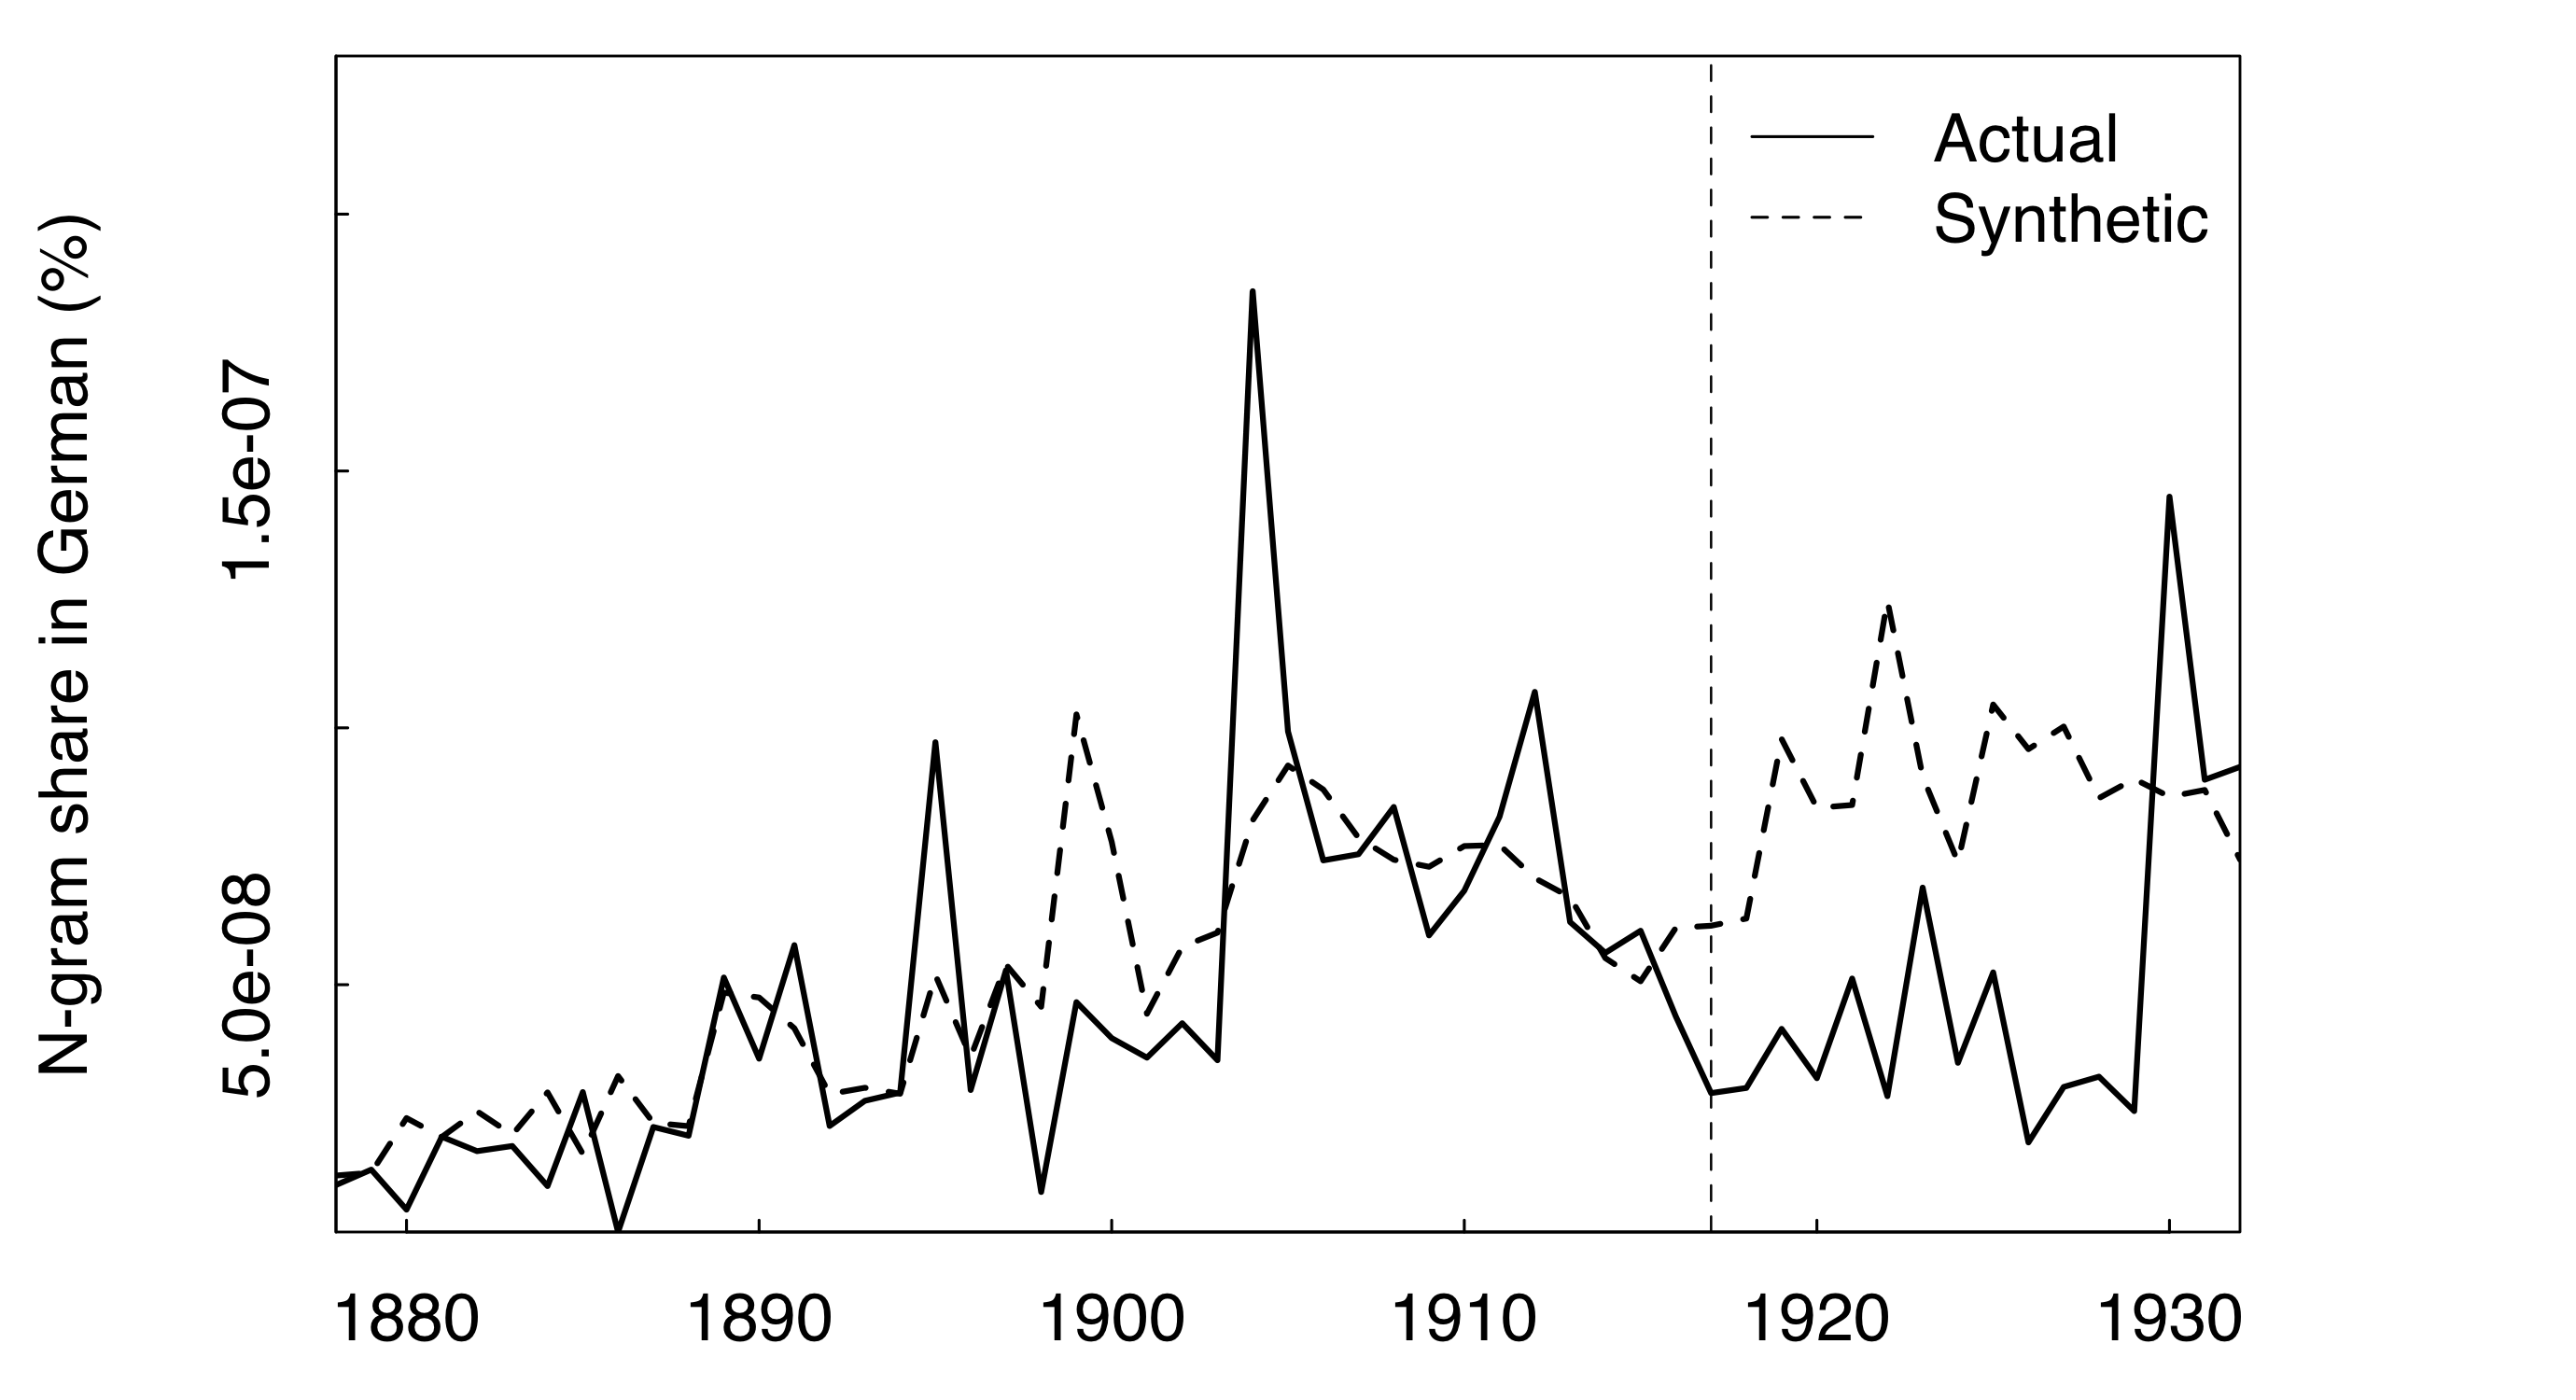 N-gram share in German (%)
1.5e-07
5.0e-08
Actual
Synthetic
1880 1890 1900 1910 1920 1930